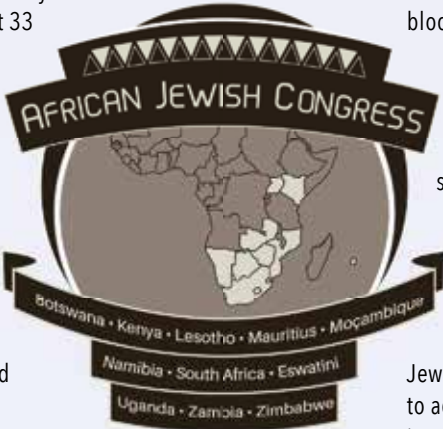 t 33
bloc
AFRICAN JEWISH CONGRESS
s
Botswana • Kenya • Lesotho • Mauritius • Moçambique
d
Namibia • South Africa • Eswatini
Jew
Uganda • Zambia • Zimbabwe
to a